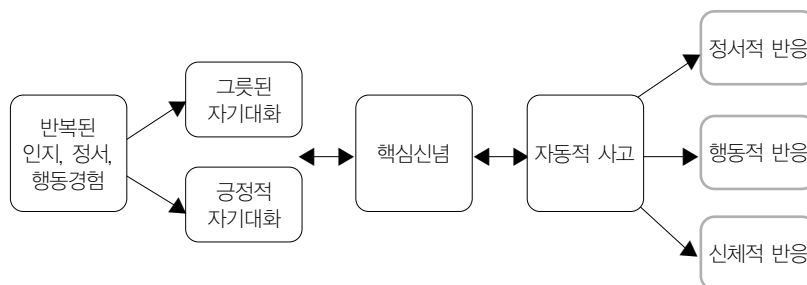 반복된
인지, 정서,
행동경험
그릇된
자기대화
긍정적
자기대화
핵심신념
자동적 사고
정서적 반응
행동적 반응
신체적 반응